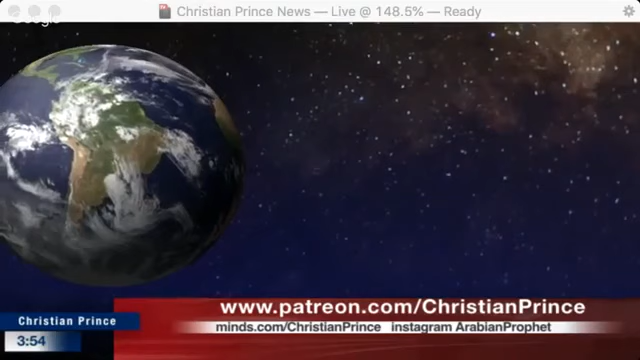 Christian Prince News — Live @ 148.5% — Ready
Google
www.patreon.com/ChristianPrince
minds.com/ChristianPrince instagram ArabianProphet
Christian Prince
3:54